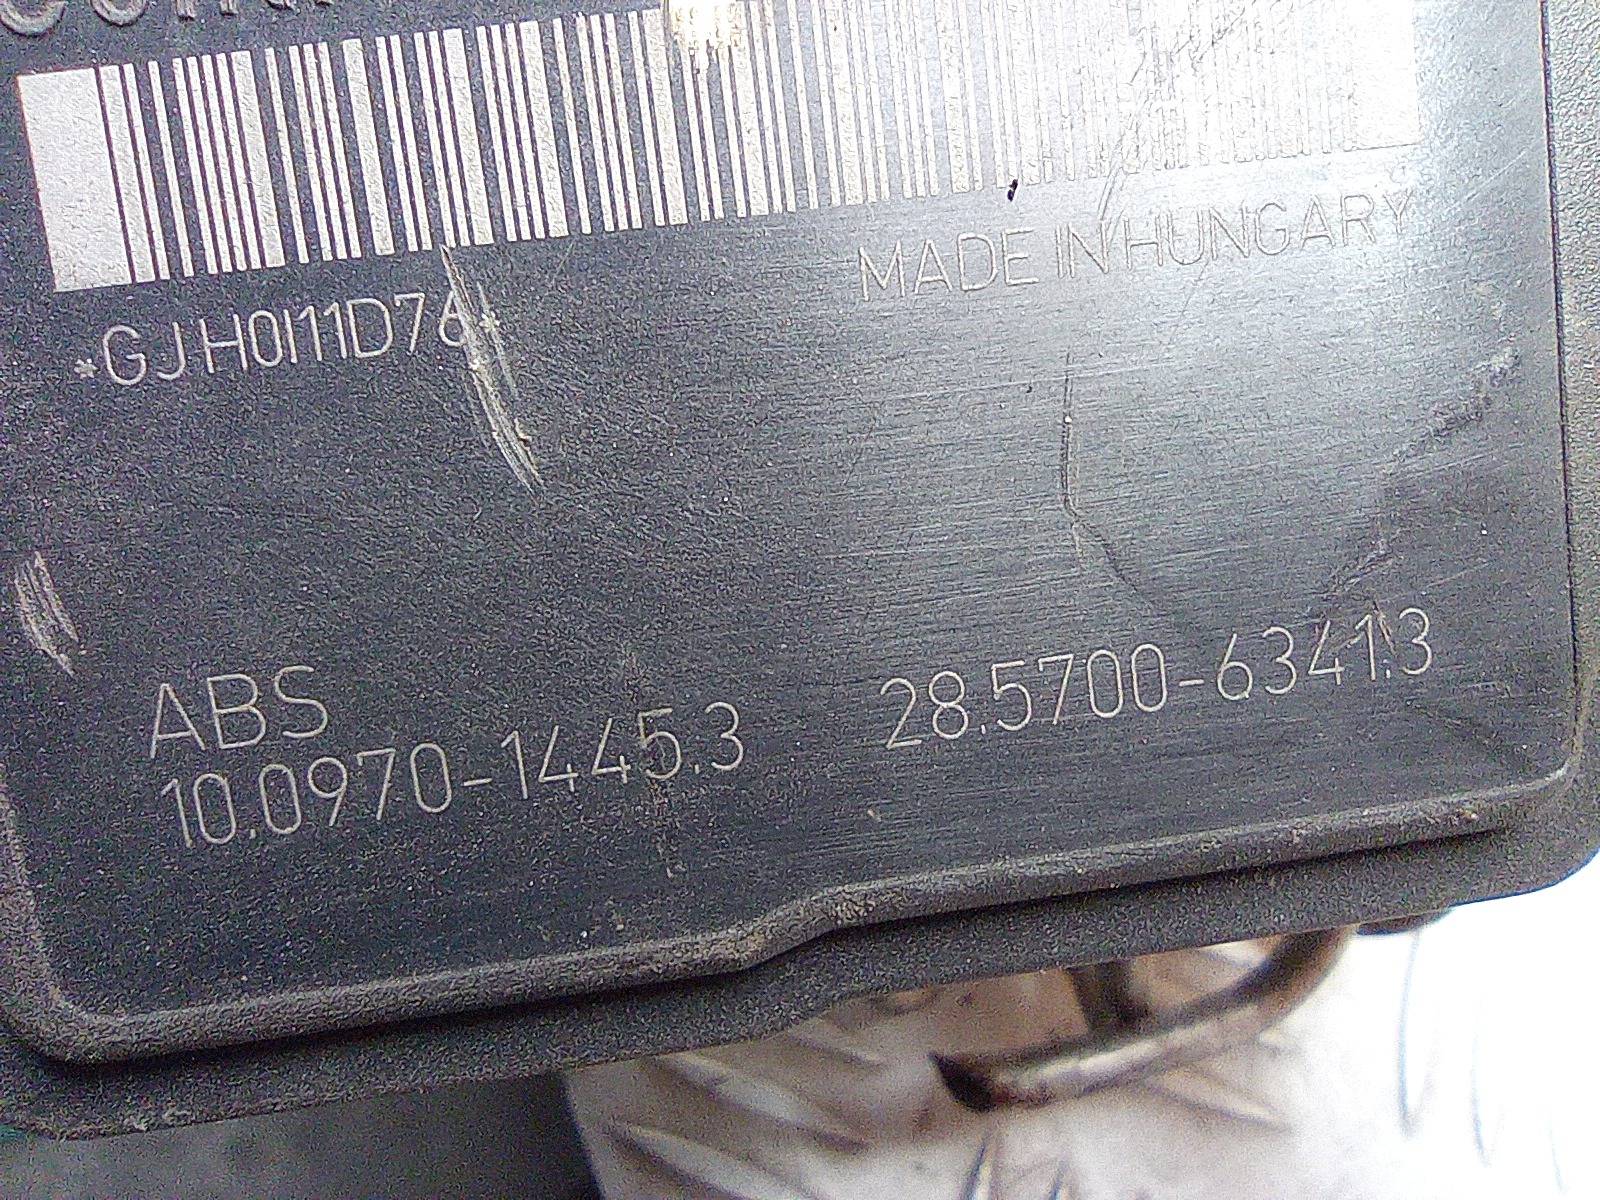 MADE IN HUNGARY
*GJH0I11D76*
ABS
10.0970-1445.3 28.5700-6341.3